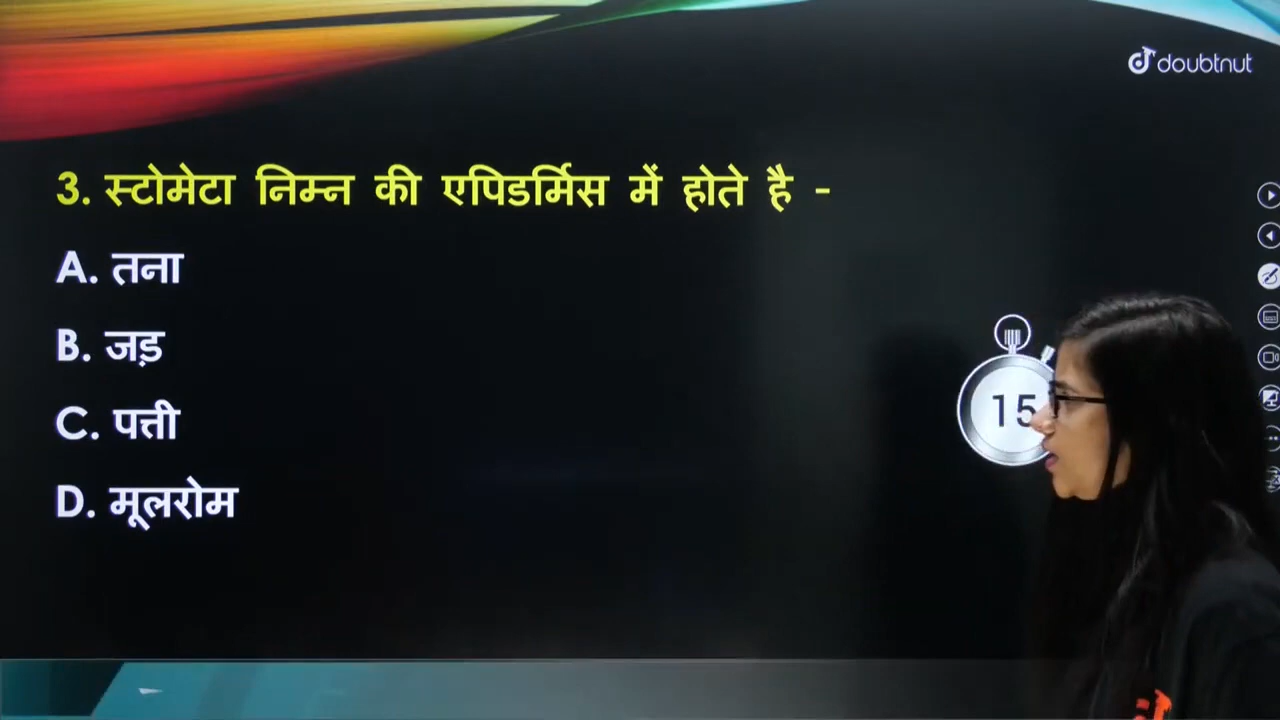 doubtnut
3. स्टोमेटा निम्न की एपिडर्मिस में होते है -
A. तना
B. जड़
C. पत्ती
D. मूलरोम
15